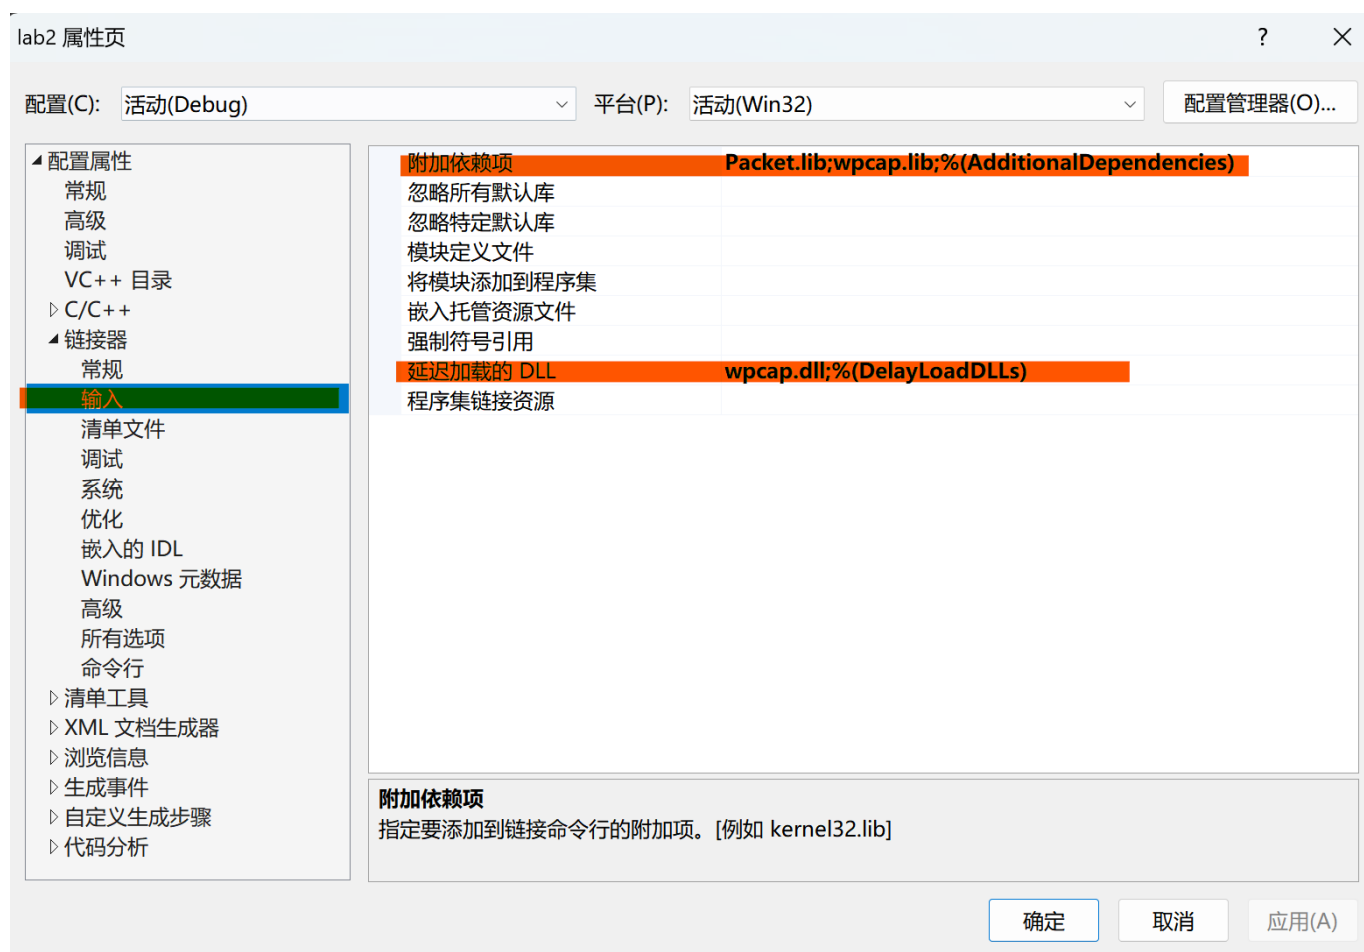 lab2 属性页
?
配置(C): 活动(Debug) 平台(P): 活动(Win32) 配置管理器(O)...
配置属性
常规
高级
调试
VC++ 目录
C/C++
链接器
常规
输入
清单文件
调试
系统
优化
嵌入的 IDL
Windows 元数据
高级
所有选项
命令行
清单工具
XML 文档生成器
浏览信息
生成事件
自定义生成步骤
代码分析
附加依赖项 Packet.lib;wpcap.lib;%(AdditionalDependencies)
忽略所有默认库
忽略特定默认库
模块定义文件
将模块添加到程序集
嵌入托管资源文件
强制符号引用
延迟加载的 DLL wpcap.dll;%(DelayLoadDLLs)
程序集链接资源
附加依赖项
指定要添加到链接命令行的附加项。[例如 kernel32.lib]
确定 取消 应用(A)